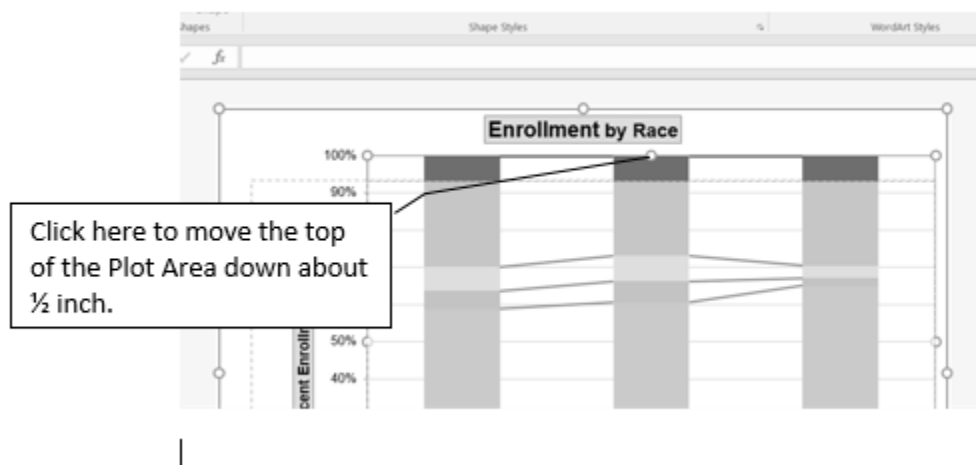 Shapes
Shape Styles
WordArt Styles
fx
Enrollment by Race
100%
90%
Click here to move the top
of the Plot Area down about
½ inch.
50%
40%
cent Enrolln